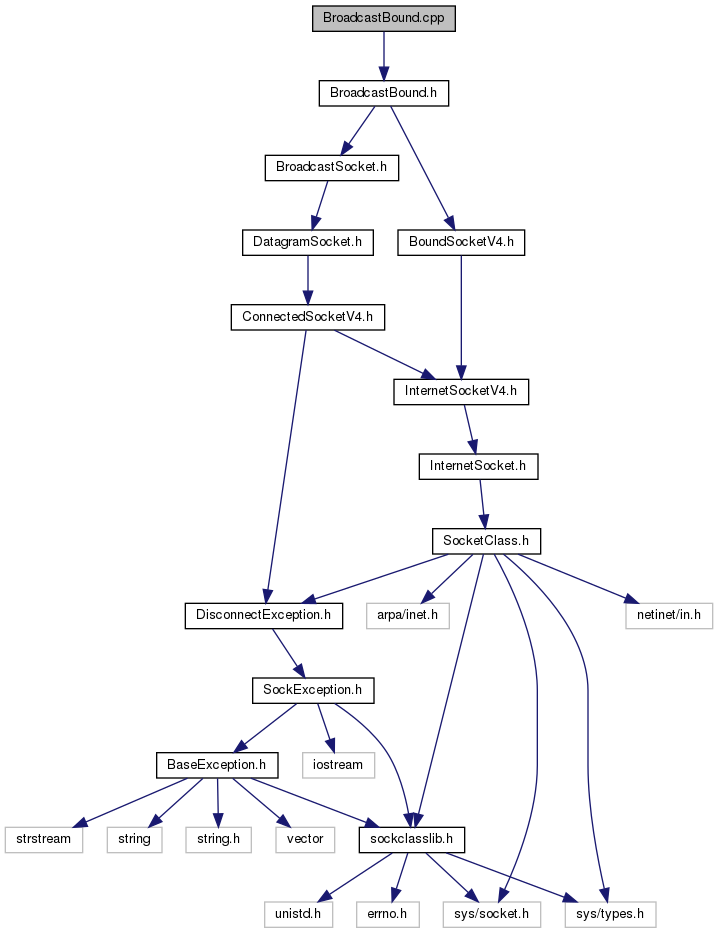 BroadcastBound.cpp
BroadcastBound.h
BroadcastSocket.h
DatagramSocket.h
BoundSocketV4.h
ConnectedSocketV4.h
InternetSocketV4.h
InternetSocket.h
SocketClass.h
DisconnectException.h
arpa/inet.h
netinet/in.h
SockException.h
BaseException.h
iostream
strstream
string
string.h
vector
sockclasslib.h
unistd.h
errno.h
sys/socket.h
sys/types.h